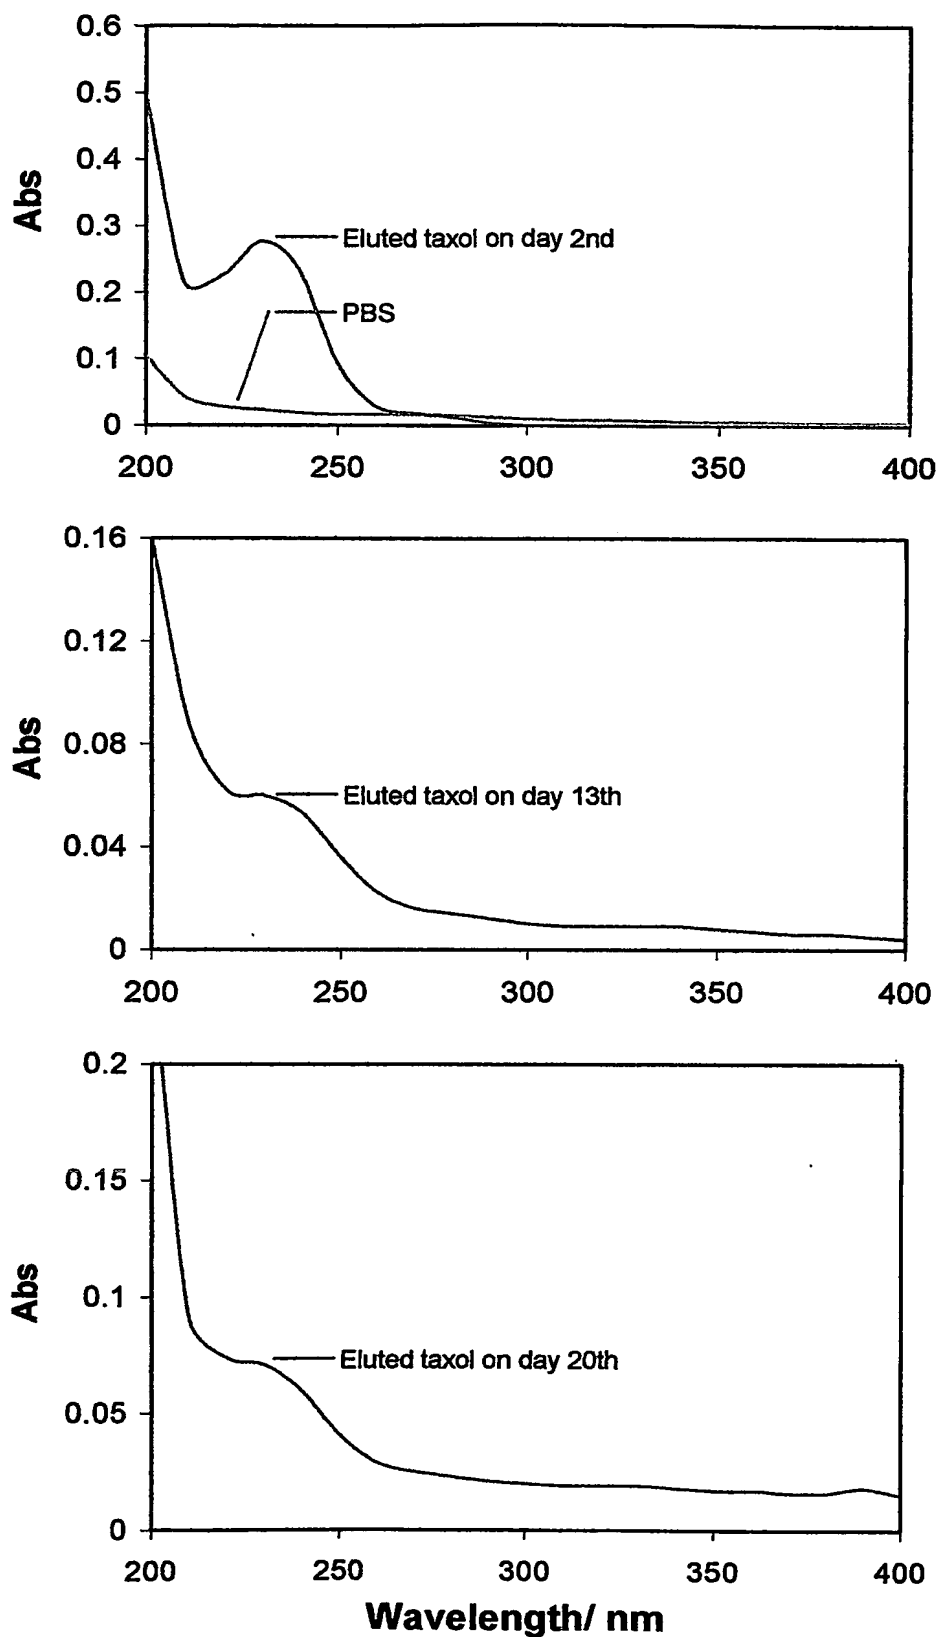 0.6
0.5
0.4
0.3
0.2
0.1
0
Abs
Eluted taxol on day 2nd
PBS
200 250 300 350 400
0.16
0.12
0.08
0.04
0
Abs
Eluted taxol on day 13th
200 250 300 350 400
0.2
0.15
0.1
0.05
0
Abs
Eluted taxol on day 20th
200 250 300 350 400
Wavelength/ nm